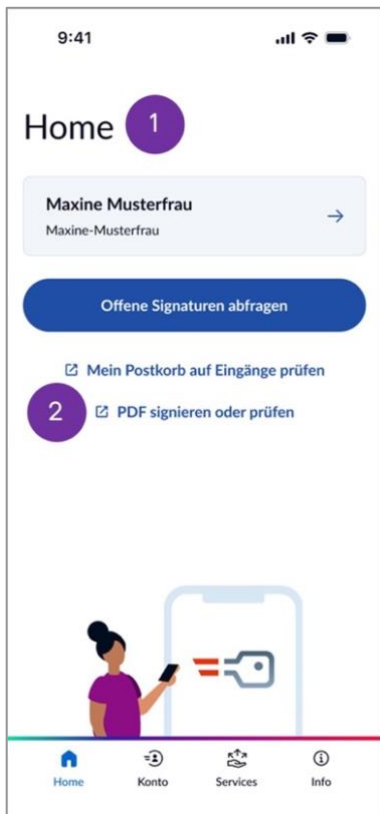 9:41
Home 1
Maxine Musterfrau
Maxine-Musterfrau
Offene Signaturen abfragen
Mein Postkorb auf Eingänge prüfen
2 PDF signieren oder prüfen
Home Konto Services Info